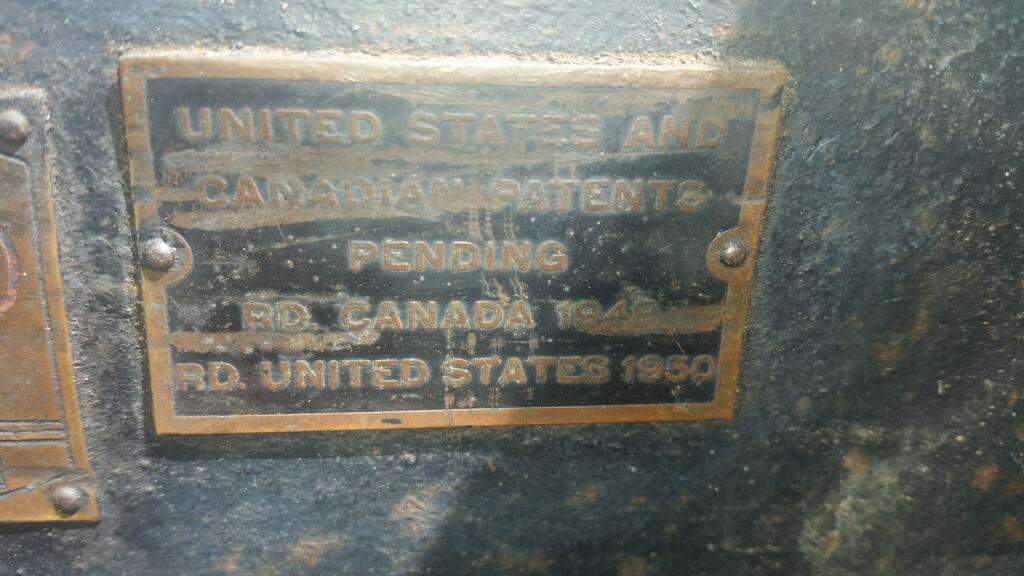 UNITED STATES AND
CANADIAN PATENTS
PENDING
RD. CANADA
RD. UNITED STATES 1950